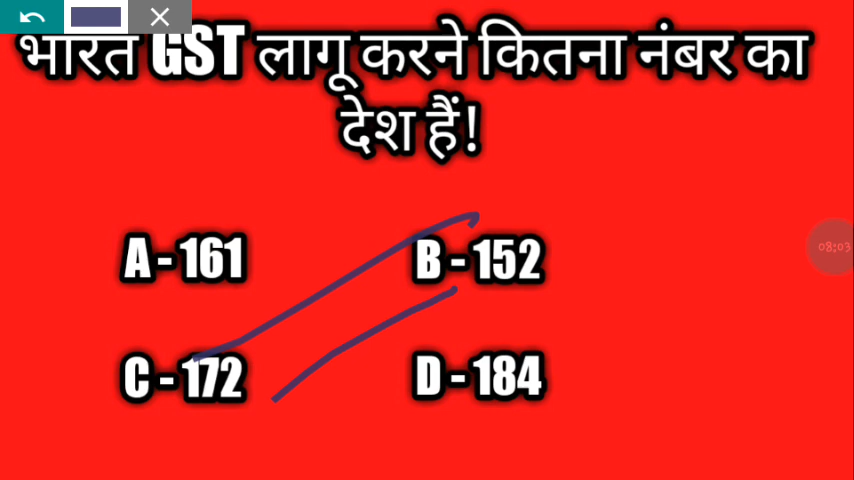 भारत GST लागू करने कितना नंबर का
देश हैं!
A - 161
B - 152
08:03
C - 172
D - 184